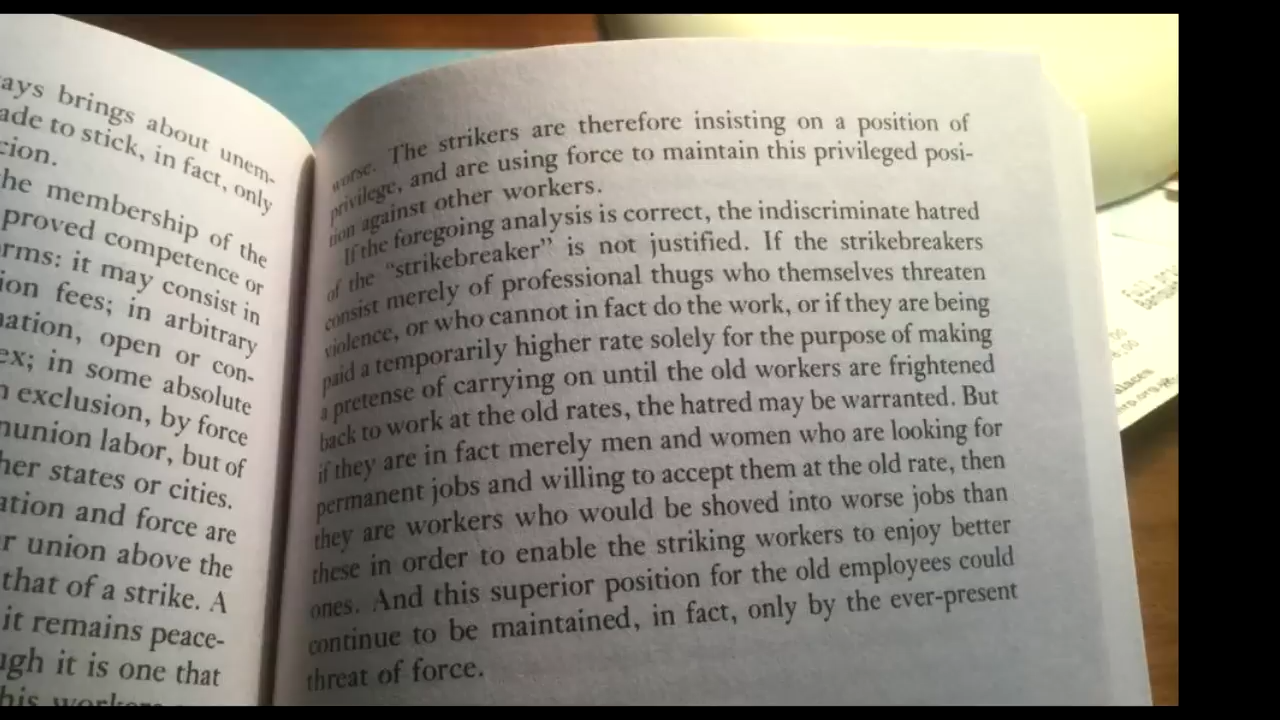 ays brings about unem-
ade to stick, in fact, only
cion.
he membership of the
proved competence or
rms: it may consist in
ion fees; in arbitrary
nation, open or con-
ex; in some absolute
n exclusion, by force
nunion labor, but of
her states or cities.
ation and force are
r union above the
that of a strike. A
it remains peace-
ugh it is one that
his
worse. The strikers are therefore insisting on a position of
privilege, and are using force to maintain this privileged posi-
tion against other workers.
If the foregoing analysis is correct, the indiscriminate hatred
of the “strikebreaker” is not justified. If the strikebreakers
consist merely of professional thugs who themselves threaten
violence, or who cannot in fact do the work, or if they are being
paid a temporarily higher rate solely for the purpose of making
a pretense of carrying on until the old workers are frightened
back to work at the old rates, the hatred may be warranted. But
if they are in fact merely men and women who are looking for
permanent jobs and willing to accept them at the old rate, then
they are workers who would be shoved into worse jobs than
these in order to enable the striking workers to enjoy better
ones. And this superior position for the old employees could
continue to be maintained, in fact, only by the ever-present
threat of force.